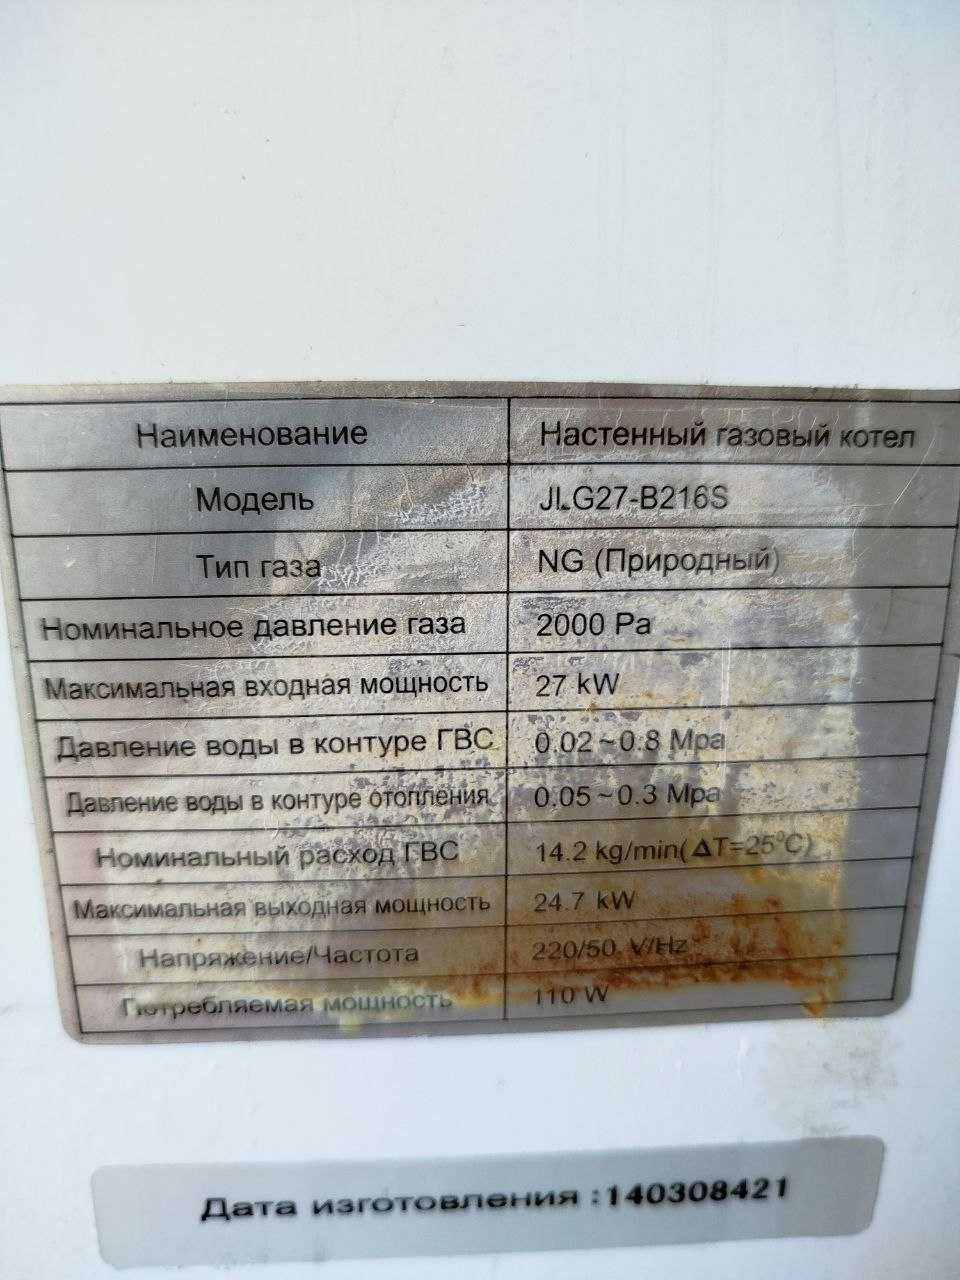 Наименование Настенный газовый котел
Модель JLG27-B216S
Тип газа NG (Природный)
Номинальное давление газа 2000 Pa
Максимальная входная мощность 27 kW
Давление воды в контуре ГВС 0.02~0.8 Mpa
Давление воды в контуре отопления 0.05~0.3 Mpa
Номинальный расход ГВС 14.2 kg/min(ΔT=25°C)
Максимальная выходная мощность 24.7 kW
Напряжение/Частота 220/50 V/Hz
Потребляемая мощность 110 W
Дата изготовления :140308421